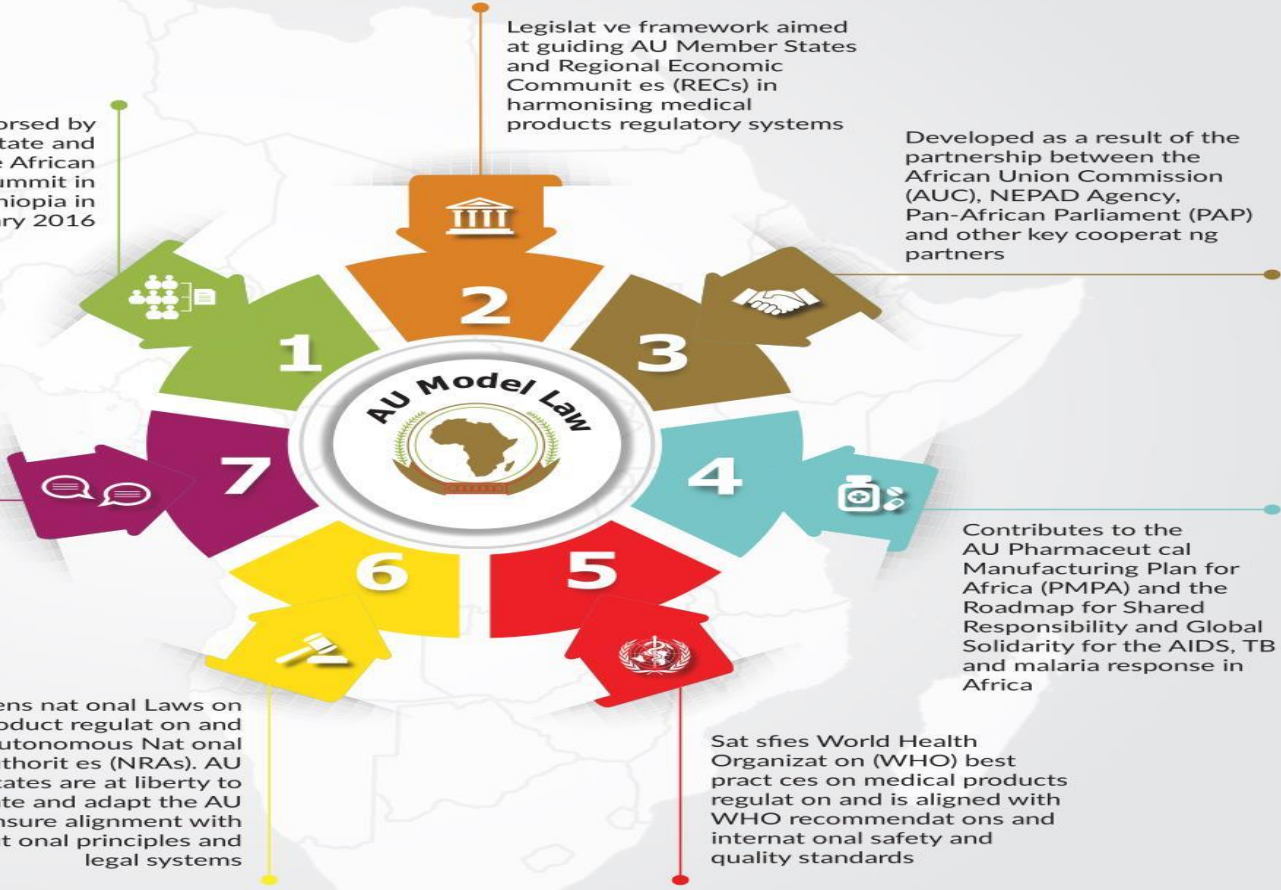 Legislat ve framework aimed
at guiding AU Member States
and Regional Economic
Communit es (RECs) in
harmonising medical
products regulatory systems
orsed by
tate and
African
ummit in
hiopia in
ary 2016
Developed as a result of the
partnership between the
African Union Commission
(AUC), NEPAD Agency,
Pan-African Parliament (PAP)
and other key cooperat ng
partners
1
2
3
4
5
6
7
AU Model Law
Contributes to the
AU Pharmaceut cal
Manufacturing Plan for
Africa (PMPA) and the
Roadmap for Shared
Responsibility and Global
Solidarity for the AIDS, TB
and malaria response in
Africa
Sat sfies World Health
Organizat on (WHO) best
pract ces on medical products
regulat on and is aligned with
WHO recommendat ons and
internat onal safety and
quality standards
ens nat onal Laws on
oduct regulat on and
utonomous Nat onal
thorit es (NRAs). AU
tates are at liberty to
te and adapt the AU
nsure alignment with
t onal principles and
legal systems